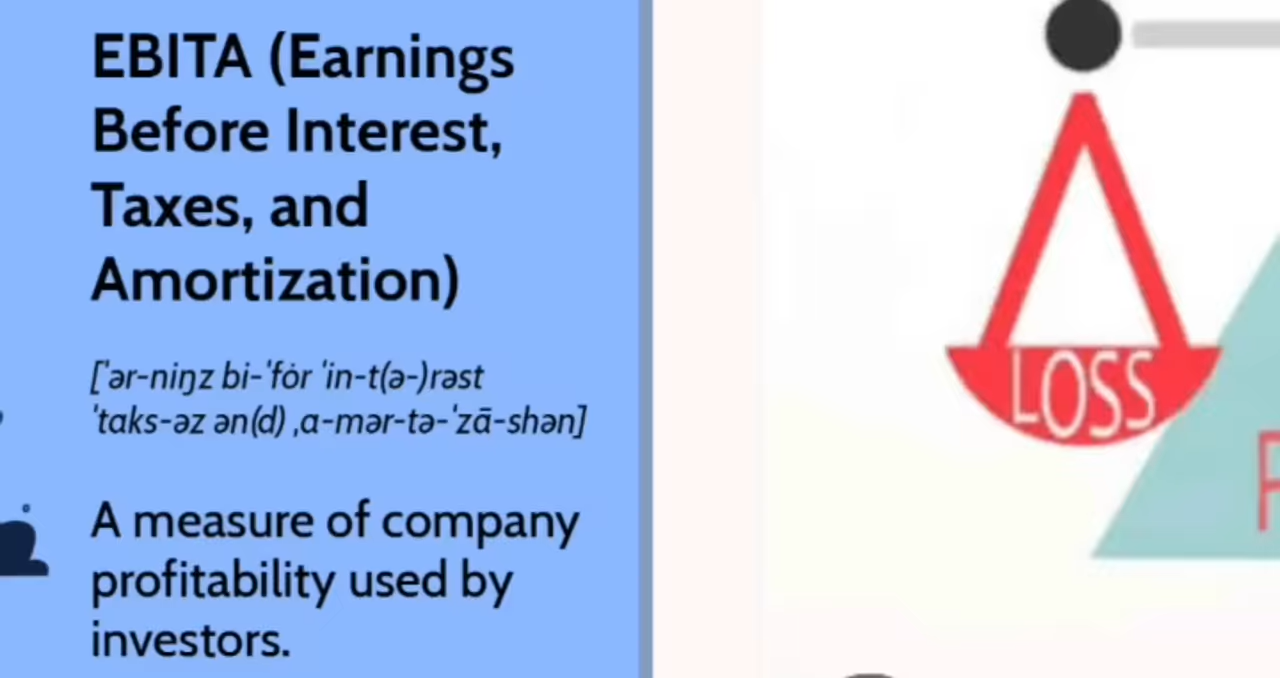 EBITA (Earnings
Before Interest,
Taxes, and
Amortization)
[ˈər-niŋz bi-ˈfȯr ˈin-t(ə-)rəst
ˈtaks-əz ən(d) ˌa-mər-tə-ˈzā-shən]
A measure of company
profitability used by
investors.
LOSS